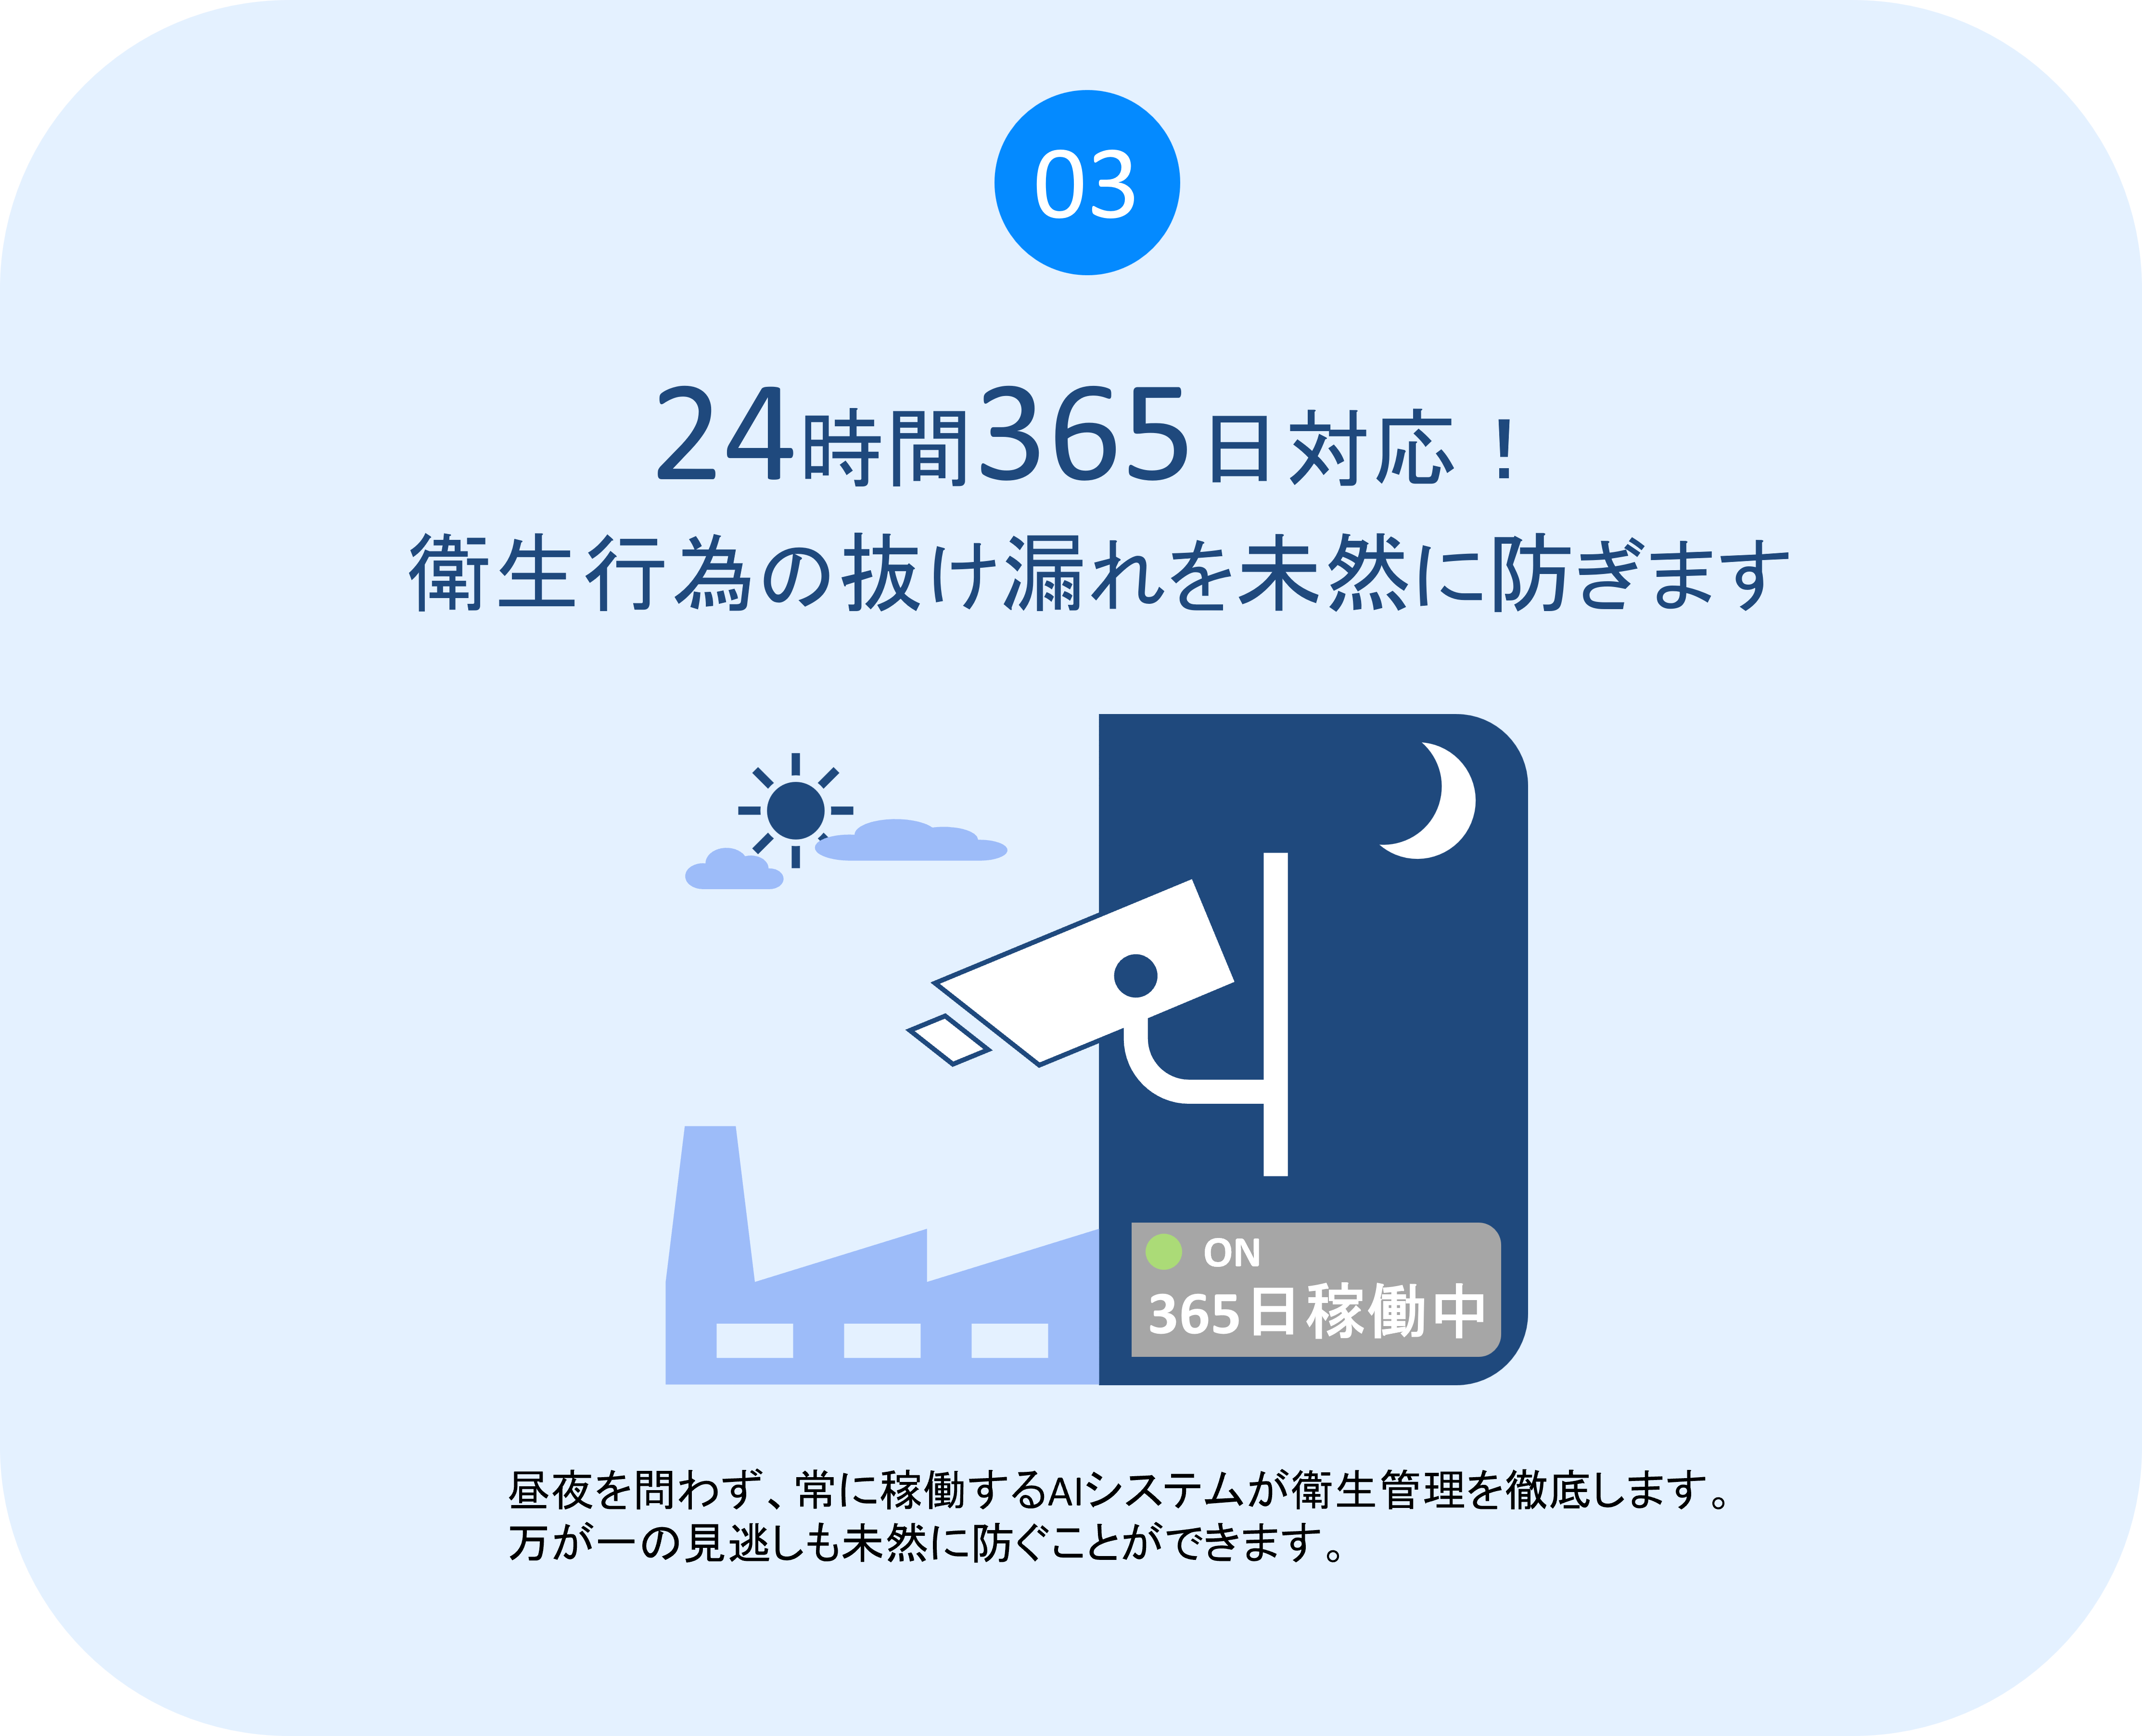 03
24時間365日対応！
衛生行為の抜け漏れを未然に防ぎます
ON
365日稼働中
昼夜を問わず、常に稼働するAIシステムが衛生管理を徹底します。
万が一の見逃しも未然に防ぐことができます。